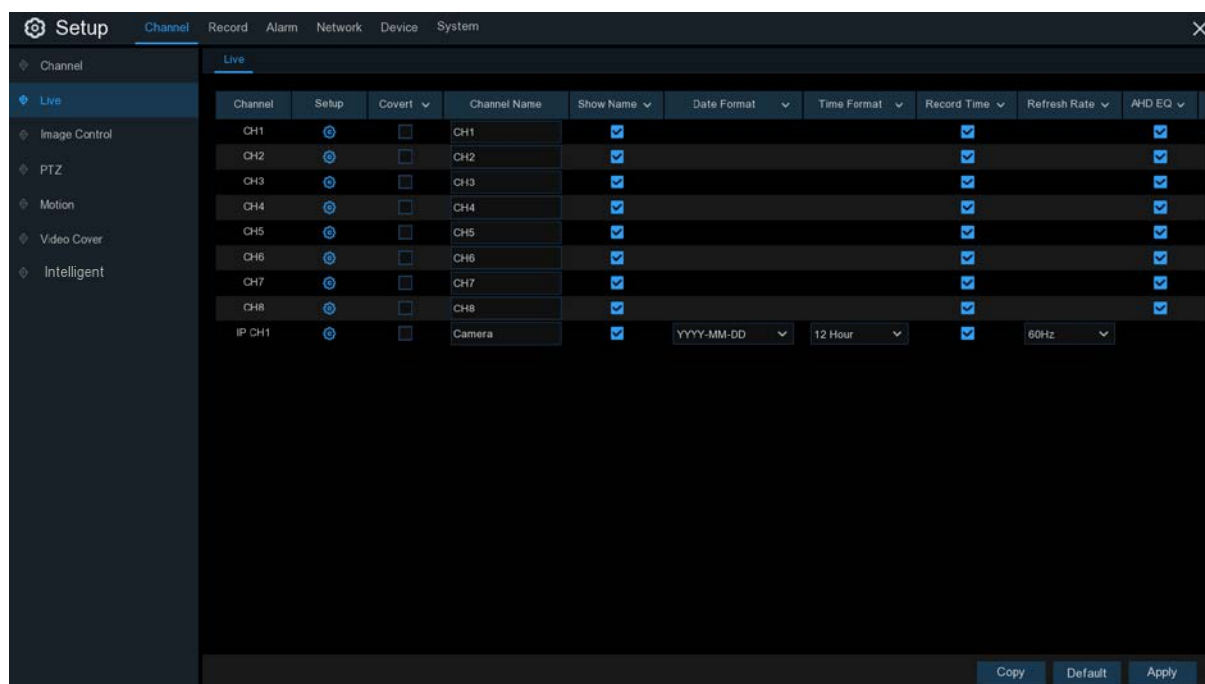 Setup Channel Record Alarm Network Device System
Channel
Live
Image Control
PTZ
Motion
Video Cover
Intelligent
Live
Channel Setup Covert Channel Name Show Name Date Format Time Format Record Time Refresh Rate AHD EQ
CH1 CH1
CH2 CH2
CH3 CH3
CH4 CH4
CH5 CH5
CH6 CH6
CH7 CH7
CH8 CH8
IP CH1 Camera YYYY-MM-DD 12 Hour 60Hz
Copy Default Apply